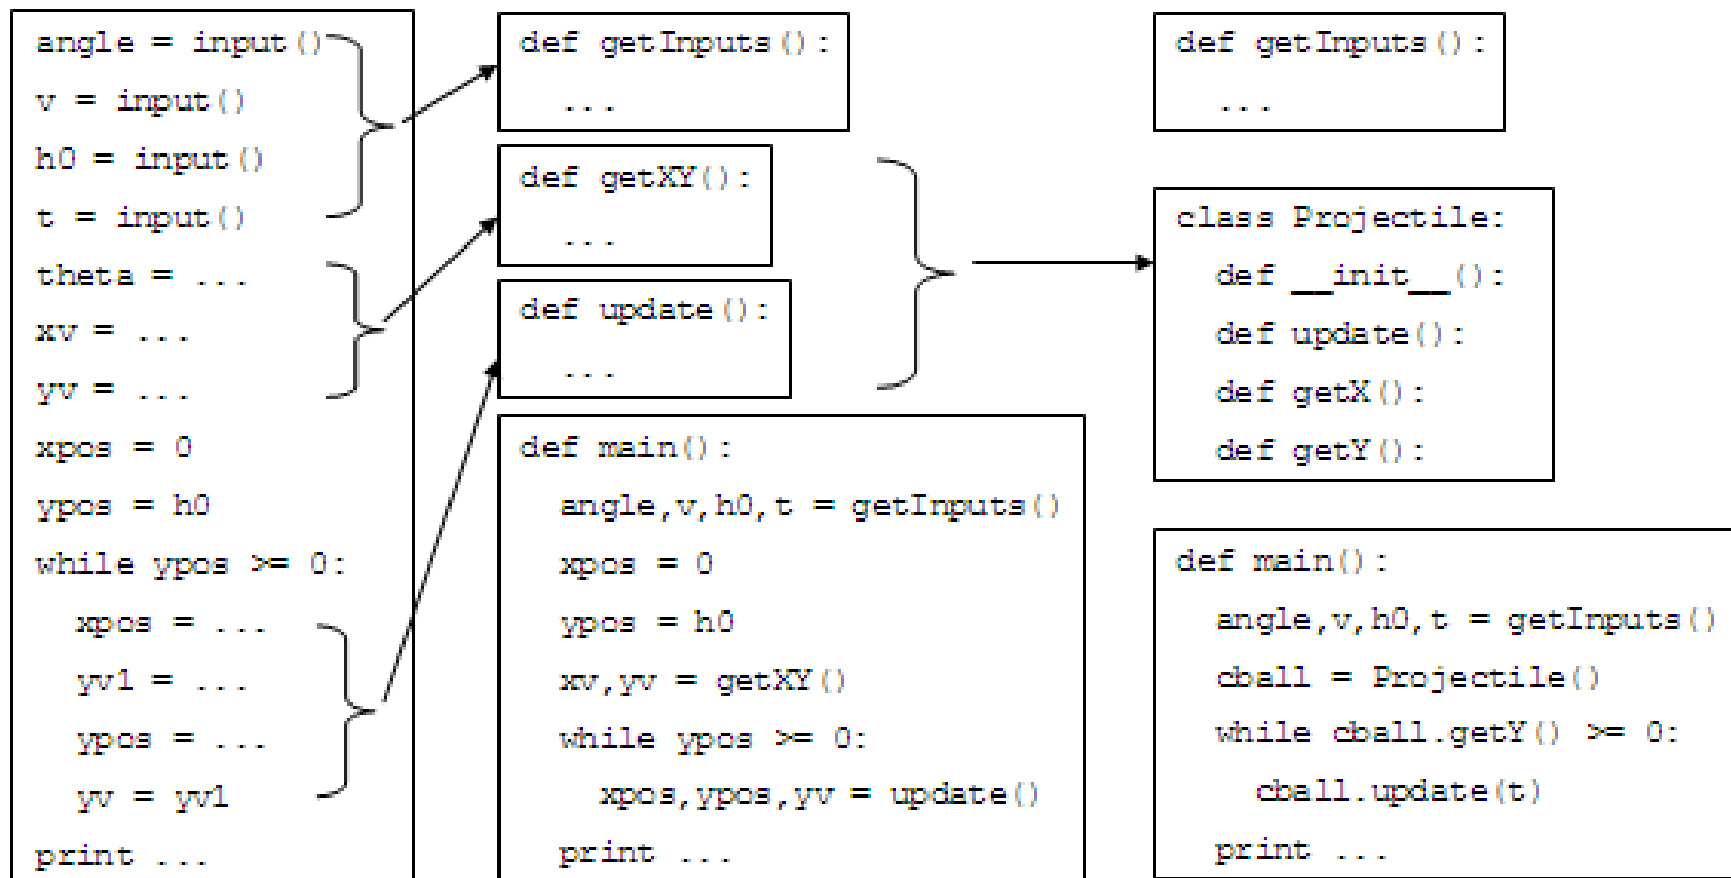 angle = input()
v = input()
h0 = input()
t = input()
theta = ...
xv = ...
yv = ...
xpos = 0
ypos = h0
while ypos >= 0:
  xpos = ...
  yv1 = ...
  ypos = ...
  yv = yv1
print ...
def getInputs():
  ...
def getXY():
  ...
def update():
  ...
def main():
  angle,v,h0,t = getInputs()
  xpos = 0
  ypos = h0
  xv,yv = getXY()
  while ypos >= 0:
    xpos,ypos,yv = update()
  print ...
def getInputs():
  ...
class Projectile:
  def __init__():
  def update():
  def getX():
  def getY():
def main():
  angle,v,h0,t = getInputs()
  cball = Projectile()
  while cball.getY() >= 0:
    cball.update(t)
  print ...